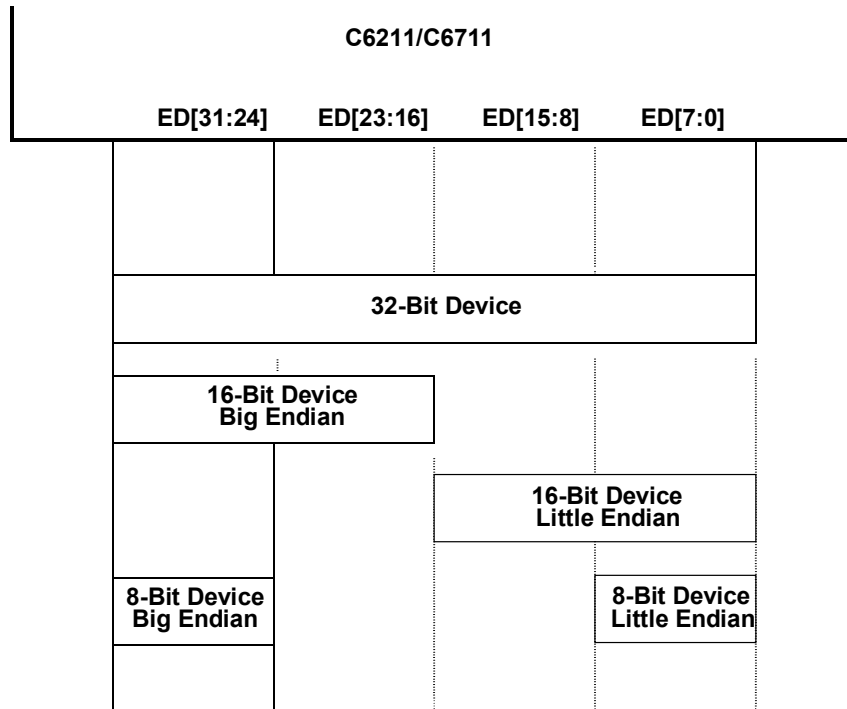 C6211/C6711
ED[31:24] ED[23:16] ED[15:8] ED[7:0]
32-Bit Device
16-Bit Device
Big Endian
16-Bit Device
Little Endian
8-Bit Device
Big Endian
8-Bit Device
Little Endian